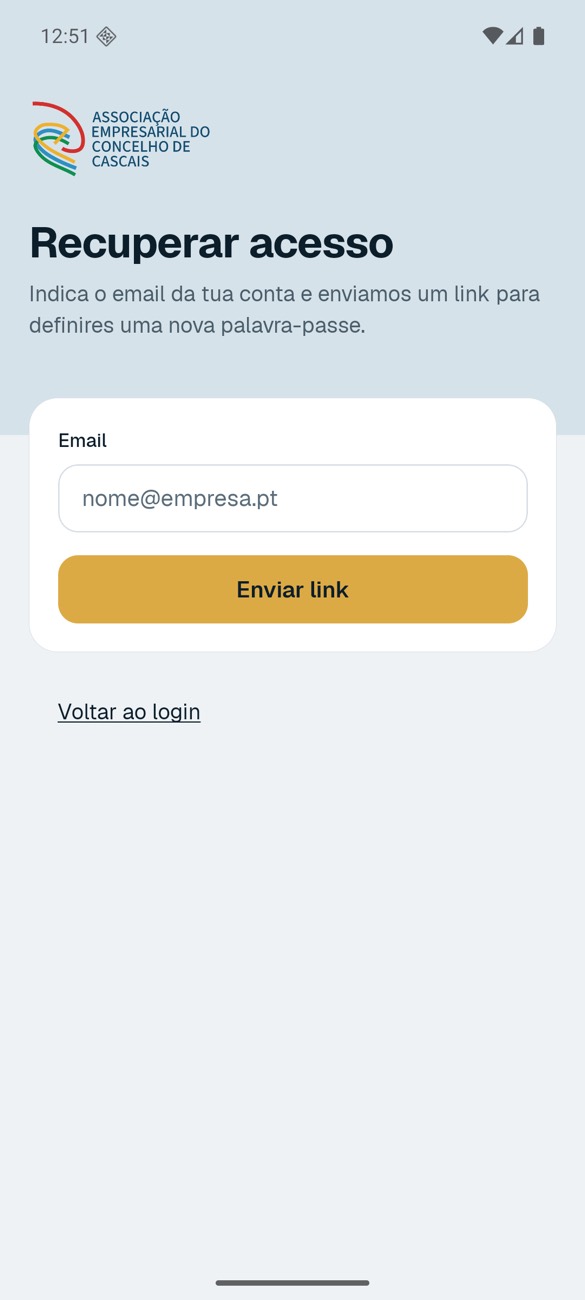 12:51
ASSOCIAÇÃO
EMPRESARIAL DO
CONCELHO DE
CASCAIS
Recuperar acesso
Indica o email da tua conta e enviamos um link para
definires uma nova palavra-passe.
Email
nome@empresa.pt
Enviar link
Voltar ao login